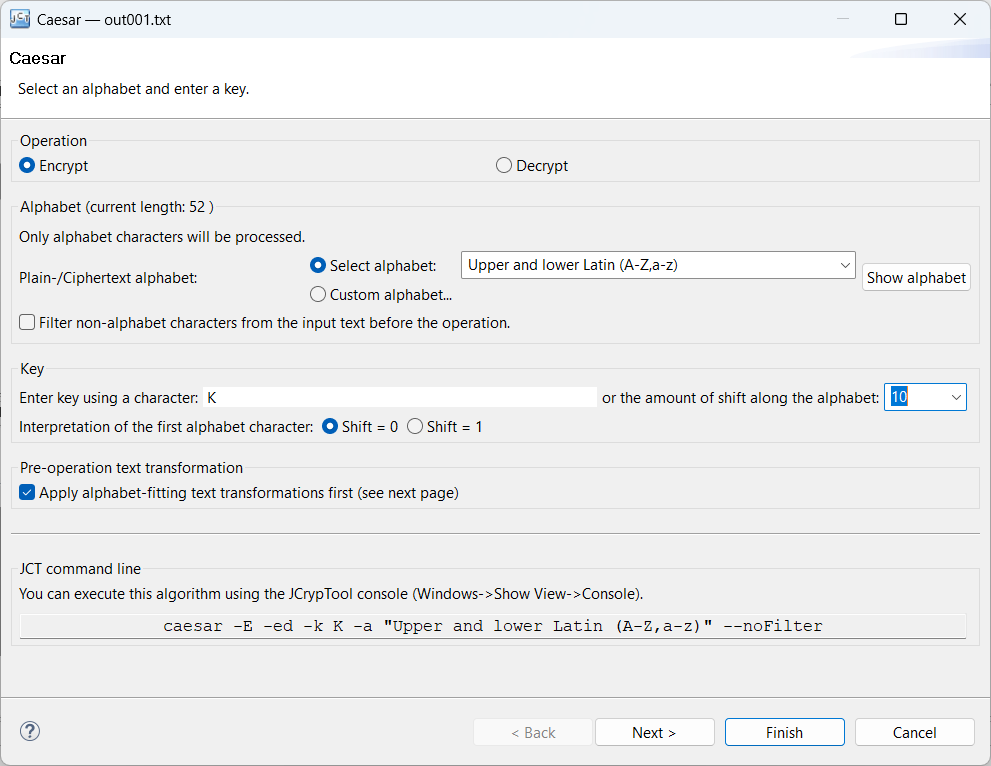 JCT Caesar — out001.txt
Caesar
Select an alphabet and enter a key.
Operation
Encrypt Decrypt
Alphabet (current length: 52 )
Only alphabet characters will be processed.
Plain-/Ciphertext alphabet:
Select alphabet: Upper and lower Latin (A-Z,a-z)
Show alphabet
Custom alphabet...
Filter non-alphabet characters from the input text before the operation.
Key
Enter key using a character: K or the amount of shift along the alphabet: 10
Interpretation of the first alphabet character: Shift = 0 Shift = 1
Pre-operation text transformation
Apply alphabet-fitting text transformations first (see next page)
JCT command line
You can execute this algorithm using the JCrypTool console (Windows->Show View->Console).
caesar -E -ed -k K -a "Upper and lower Latin (A-Z,a-z)" --noFilter
? < Back Next > Finish Cancel